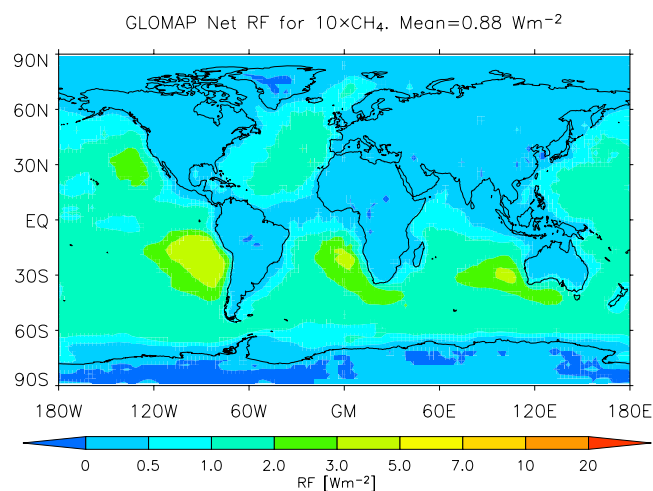 GLOMAP Net RF for 10×CH₄. Mean=0.88 Wm⁻²
90N
60N
30N
EQ
30S
60S
90S
180W 120W 60W GM 60E 120E 180E
0 0.5 1.0 2.0 3.0 5.0 7.0 10 20
RF [Wm⁻²]